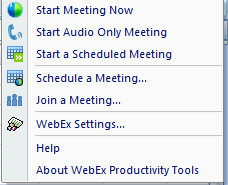 Start Meeting Now
Start Audio Only Meeting
Start a Scheduled Meeting
Schedule a Meeting...
Join a Meeting...
WebEx Settings...
Help
About WebEx Productivity Tools